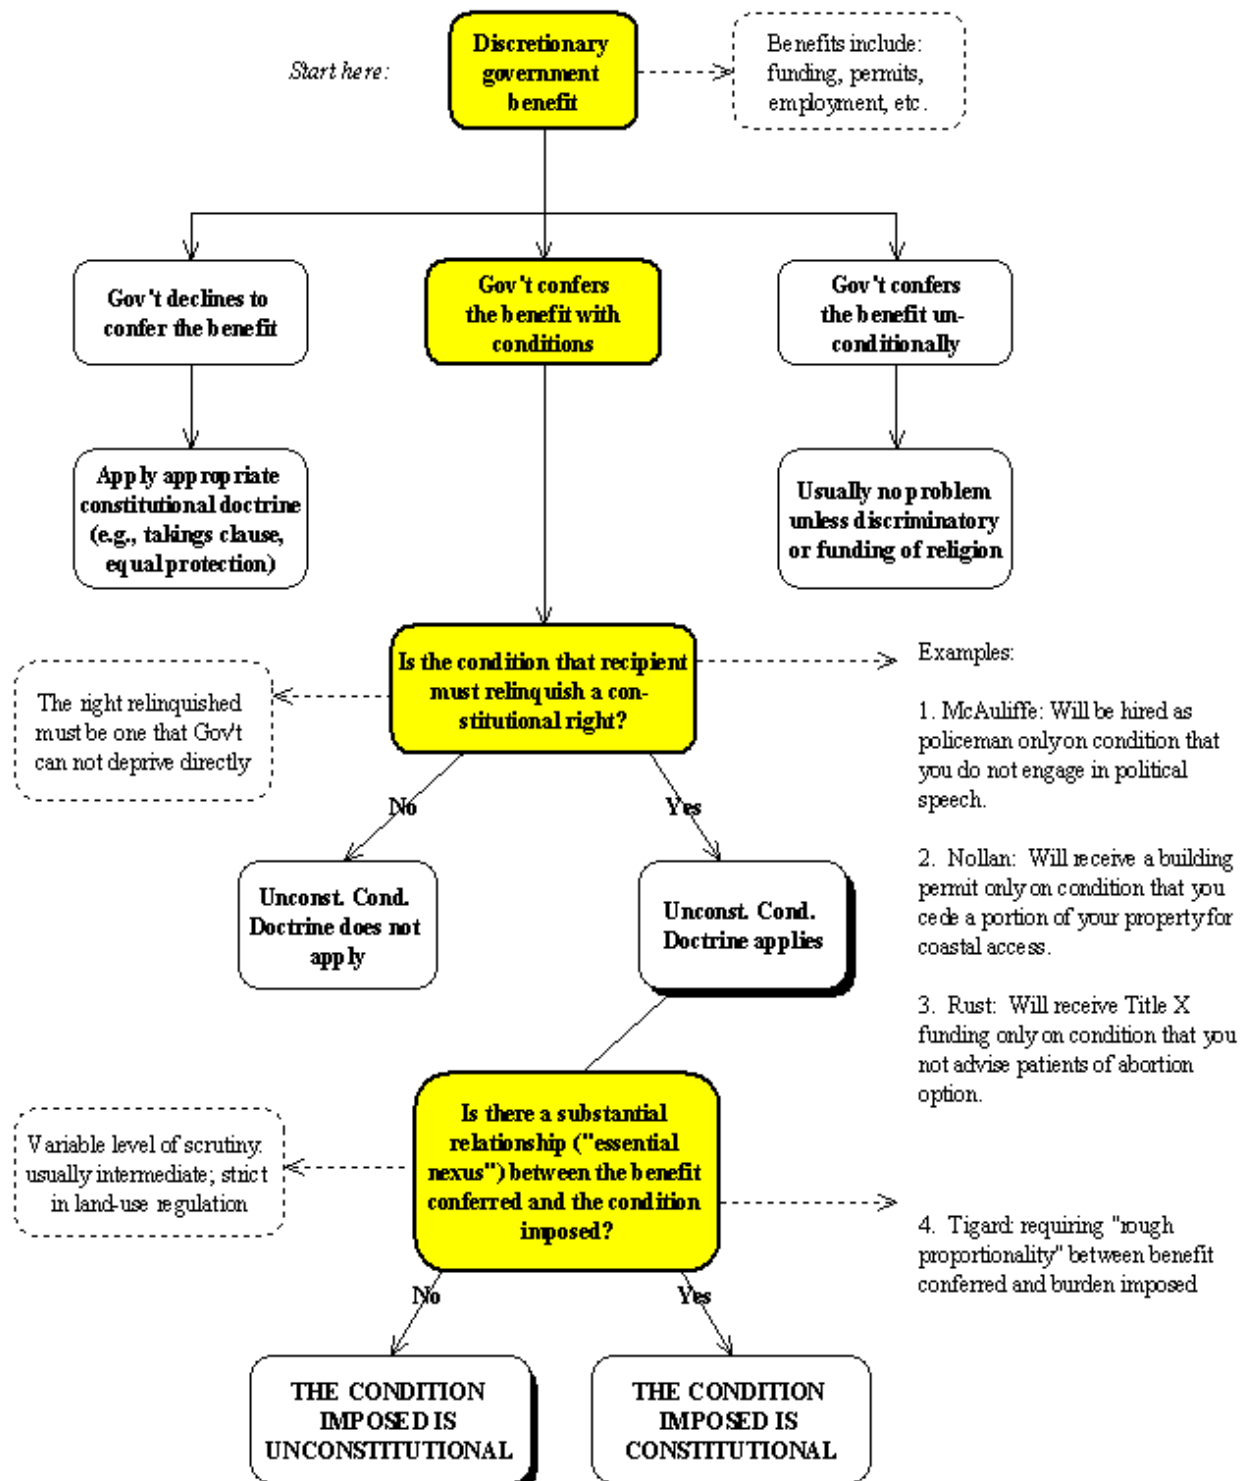 Start here:
Discretionary
government
benefit
Benefits include:
funding, permits,
employment, etc.
Gov't declines to
confer the benefit
Gov't confers
the benefit with
conditions
Gov't confers
the benefit un-
conditionally
Apply appropriate
constitutional doctrine
(e.g., takings clause,
equal protection)
Usually no problem
unless discriminatory
or funding of religion
Is the condition that recipient
must relinquish a con-
stitutional right?
The right relinquished
must be one that Gov't
can not deprive directly
Examples:
1. McAuliffe: Will be hired as
policeman only on condition that
you do not engage in political
speech.
2. Nollan: Will receive a building
permit only on condition that you
cede a portion of your property for
coastal access.
3. Rust: Will receive Title X
funding only on condition that you
not advise patients of abortion
option.
No
Yes
Unconst. Cond.
Doctrine does not
apply
Unconst. Cond.
Doctrine applies
Is there a substantial
relationship ("essential
nexus") between the benefit
conferred and the condition
imposed?
Variable level of scrutiny:
usually intermediate; strict
in land-use regulation
4. Tigard: requiring "rough
proportionality" between benefit
conferred and burden imposed
No
Yes
THE CONDITION
IMPOSED IS
UNCONSTITUTIONAL
THE CONDITION
IMPOSED IS
CONSTITUTIONAL